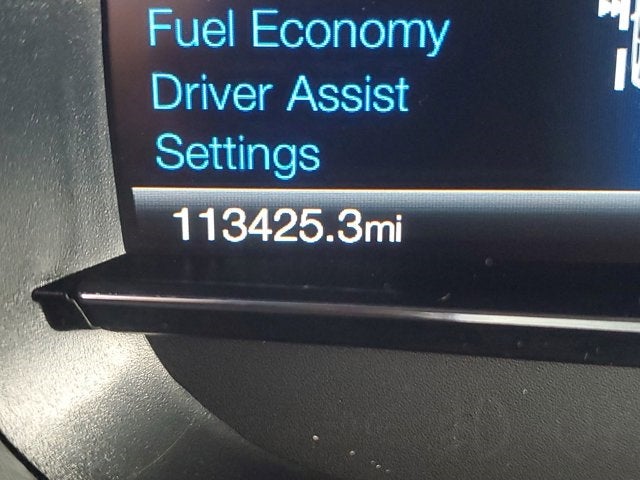 Fuel Economy
Driver Assist
Settings
113425.3mi